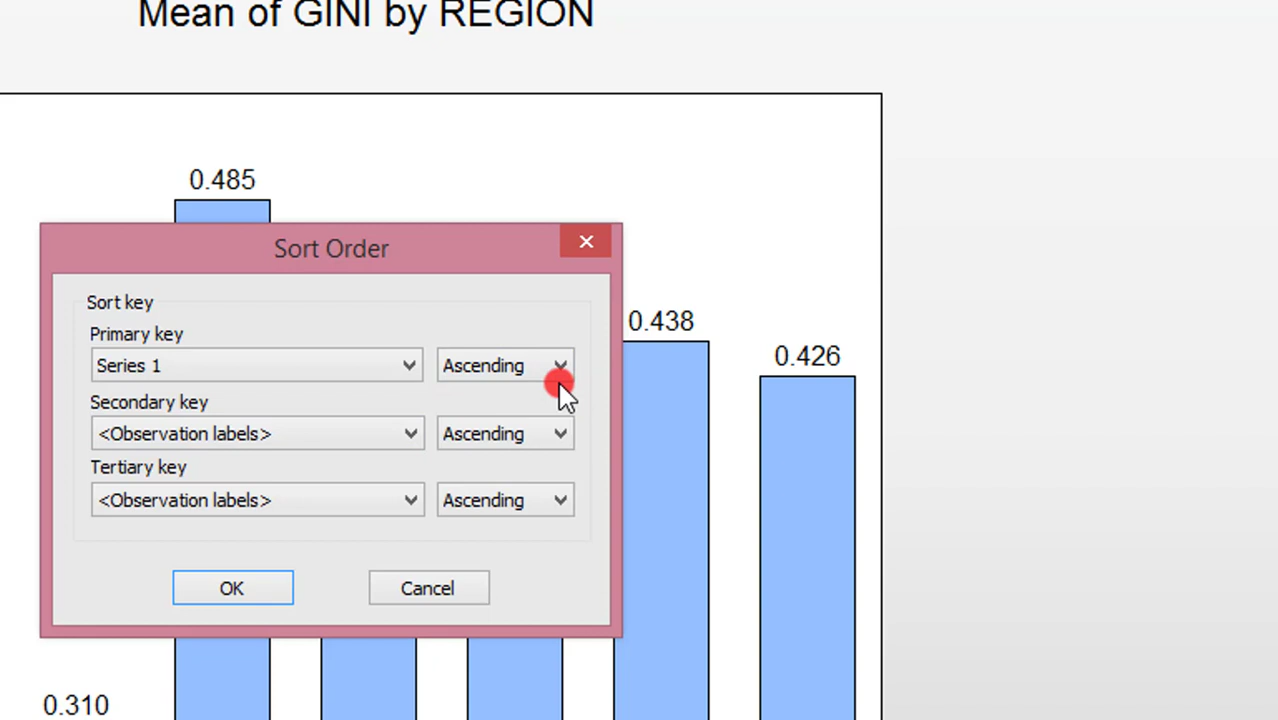 Mean of GINI by REGION
0.485
Sort Order
Sort key
Primary key
Series 1 Ascending
Secondary key
<Observation labels> Ascending
Tertiary key
<Observation labels> Ascending
OK Cancel
0.438
0.426
0.310